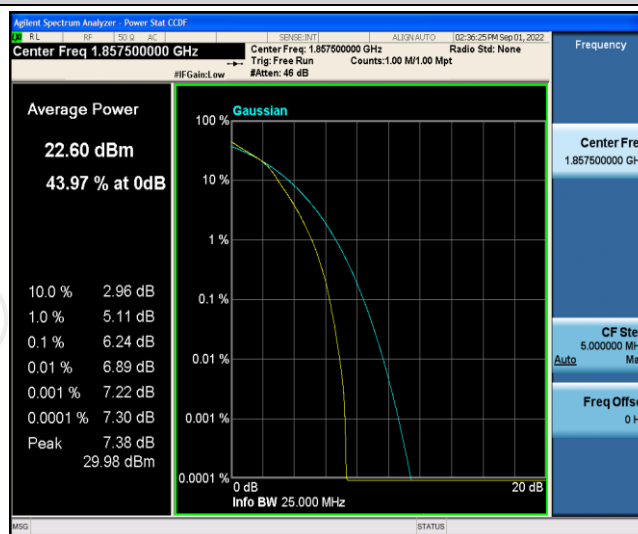 Agilent Spectrum Analyzer - Power Stat CCDF
RL RF 50 Ω AC SENSE:INT ALIGN AUTO 02:36:25 PM Sep 01, 2022
Center Freq 1.857500000 GHz
Center Freq: 1.857500000 GHz Radio Std: None
Trig: Free Run Counts:1.00 M/1.00 Mpt
#IFGain:Low #Atten: 46 dB
Frequency
Average Power
22.60 dBm
43.97 % at 0dB
10.0 % 2.96 dB
1.0 % 5.11 dB
0.1 % 6.24 dB
0.01 % 6.89 dB
0.001 % 7.22 dB
0.0001 % 7.30 dB
Peak 7.38 dB
29.98 dBm
Gaussian
100 %
10 %
1 %
0.1 %
0.01 %
0.001 %
0.0001 %
0 dB 20 dB
Info BW 25.000 MHz
Center Fre
1.857500000 GH
CF Ste
5.000000 MH
Auto Ma
Freq Offs
0 H
MSG STATUS